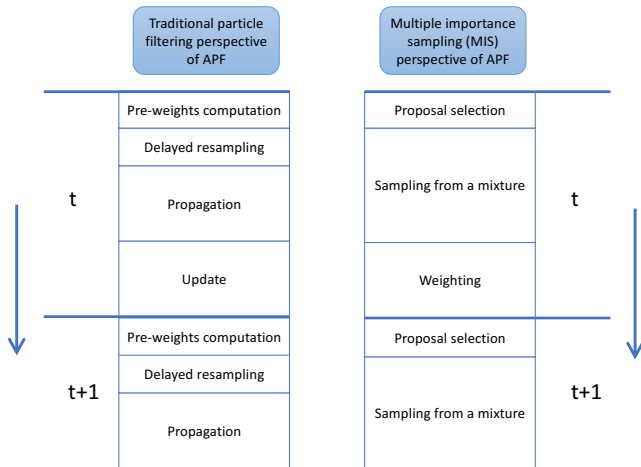 Traditional particle
filtering perspective
of APF
Multiple importance
sampling (MIS)
perspective of APF
Pre-weights computation
Delayed resampling
t
Propagation
Update
Proposal selection
Sampling from a mixture
t
Weighting
Pre-weights computation
Delayed resampling
t+1
Propagation
Proposal selection
Sampling from a mixture
t+1